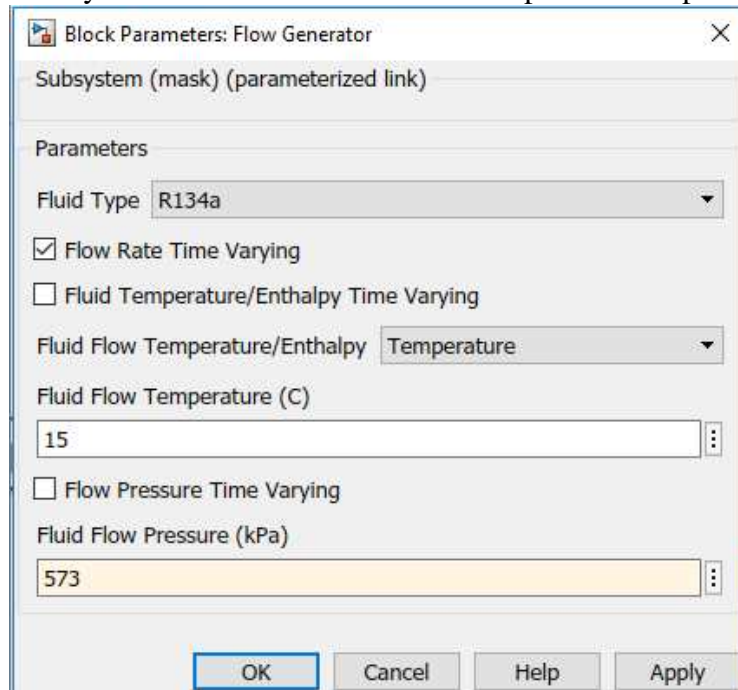 Block Parameters: Flow Generator
Subsystem (mask) (parameterized link)
Parameters
Fluid Type R134a
Flow Rate Time Varying
Fluid Temperature/Enthalpy Time Varying
Fluid Flow Temperature/Enthalpy Temperature
Fluid Flow Temperature (C)
15
Flow Pressure Time Varying
Fluid Flow Pressure (kPa)
573
OK Cancel Help Apply